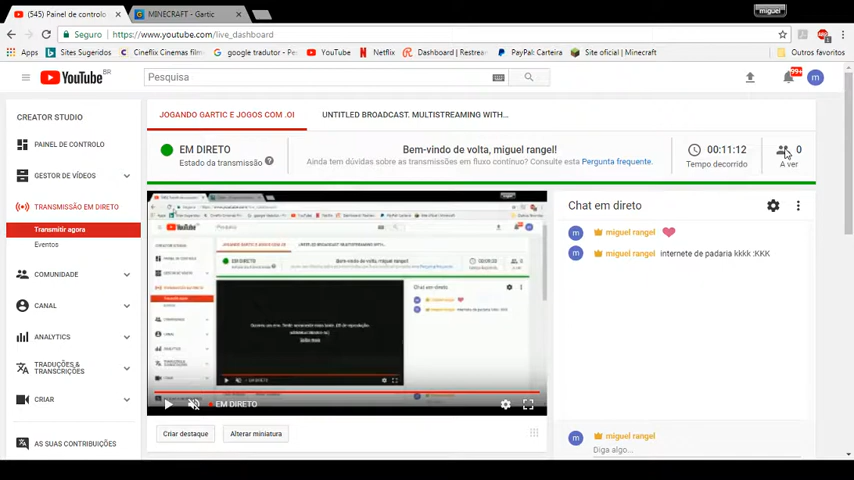 (545) Painel de controlo
MINECRAFT - Gartic
miguel
Seguro
https://www.youtube.com/live_dashboard
Apps
Sites Sugeridos
Cineflix Cinemas film
google tradutor - Pe
YouTube
Netflix
Dashboard | Restrea
PayPal: Carteira
Site oficial | Minecraft
Outros favoritos
YouTube BR
Pesquisa
99+
m
CREATOR STUDIO
PAINEL DE CONTROLO
GESTOR DE VÍDEOS
TRANSMISSÃO EM DIRETO
Transmitir agora
Eventos
COMUNIDADE
CANAL
ANALYTICS
TRADUÇÕES &
TRANSCRIÇÕES
CRIAR
AS SUAS CONTRIBUIÇÕES
JOGANDO GARTIC E JOGOS COM .OI
UNTITLED BROADCAST. MULTISTREAMING WITH...
EM DIRETO
Estado da transmissão
Bem-vindo de volta, miguel rangel!
Ainda tem dúvidas sobre as transmissões em fluxo contínuo? Consulte esta Pergunta frequente.
00:11:12
Tempo decorrido
0
A ver
EM DIRETO
Criar destaque
Alterar miniatura
Chat em direto
m miguel rangel
m miguel rangel internete de padaria kkkk :KKK
m miguel rangel
Diga algo...